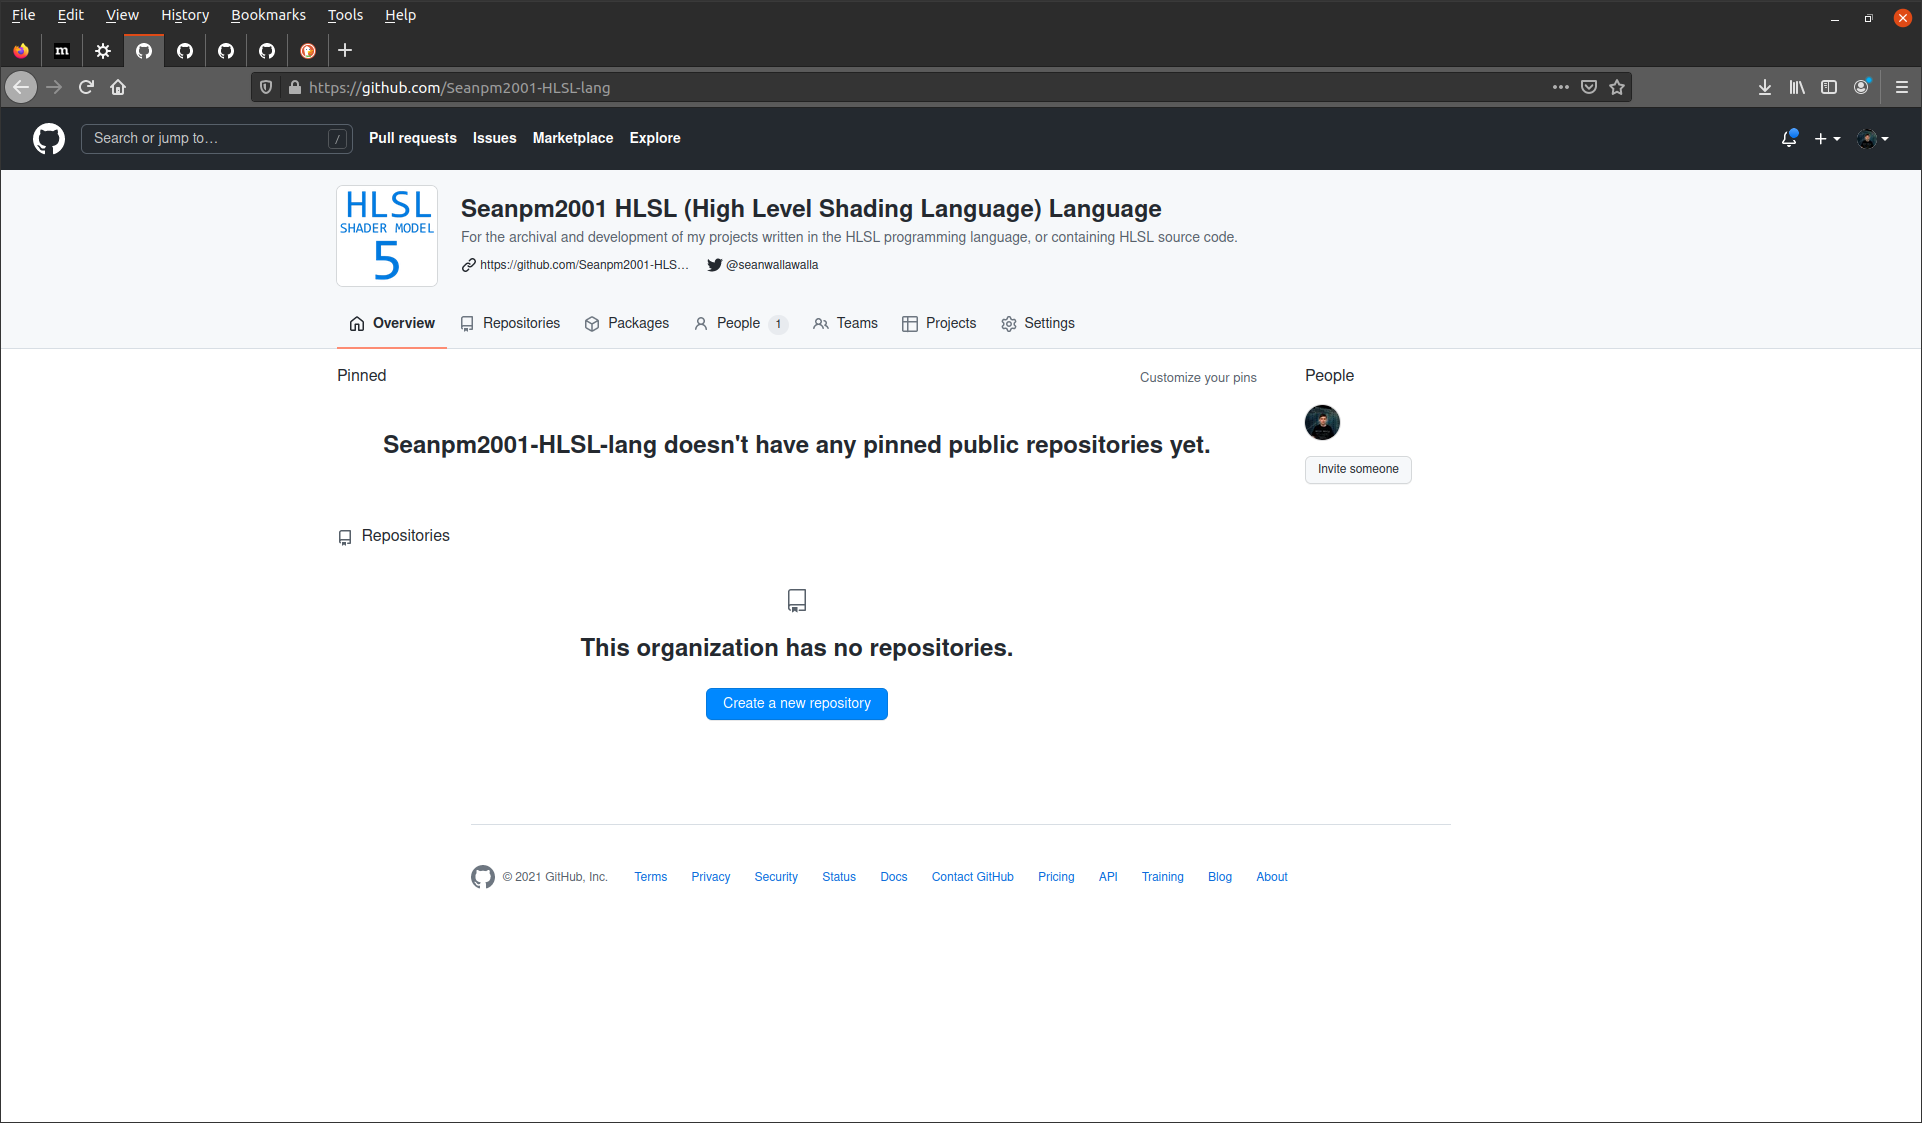 File Edit View History Bookmarks Tools Help
m
https://github.com/Seanpm2001-HLSL-lang
Search or jump to… / Pull requests Issues Marketplace Explore
HLSL
SHADER MODEL
5
Seanpm2001 HLSL (High Level Shading Language) Language
For the archival and development of my projects written in the HLSL programming language, or containing HLSL source code.
https://github.com/Seanpm2001-HLS… @seanwallawalla
Overview Repositories Packages People 1 Teams Projects Settings
Pinned Customize your pins People
Seanpm2001-HLSL-lang doesn't have any pinned public repositories yet.
Invite someone
Repositories
This organization has no repositories.
Create a new repository
© 2021 GitHub, Inc. Terms Privacy Security Status Docs Contact GitHub Pricing API Training Blog About